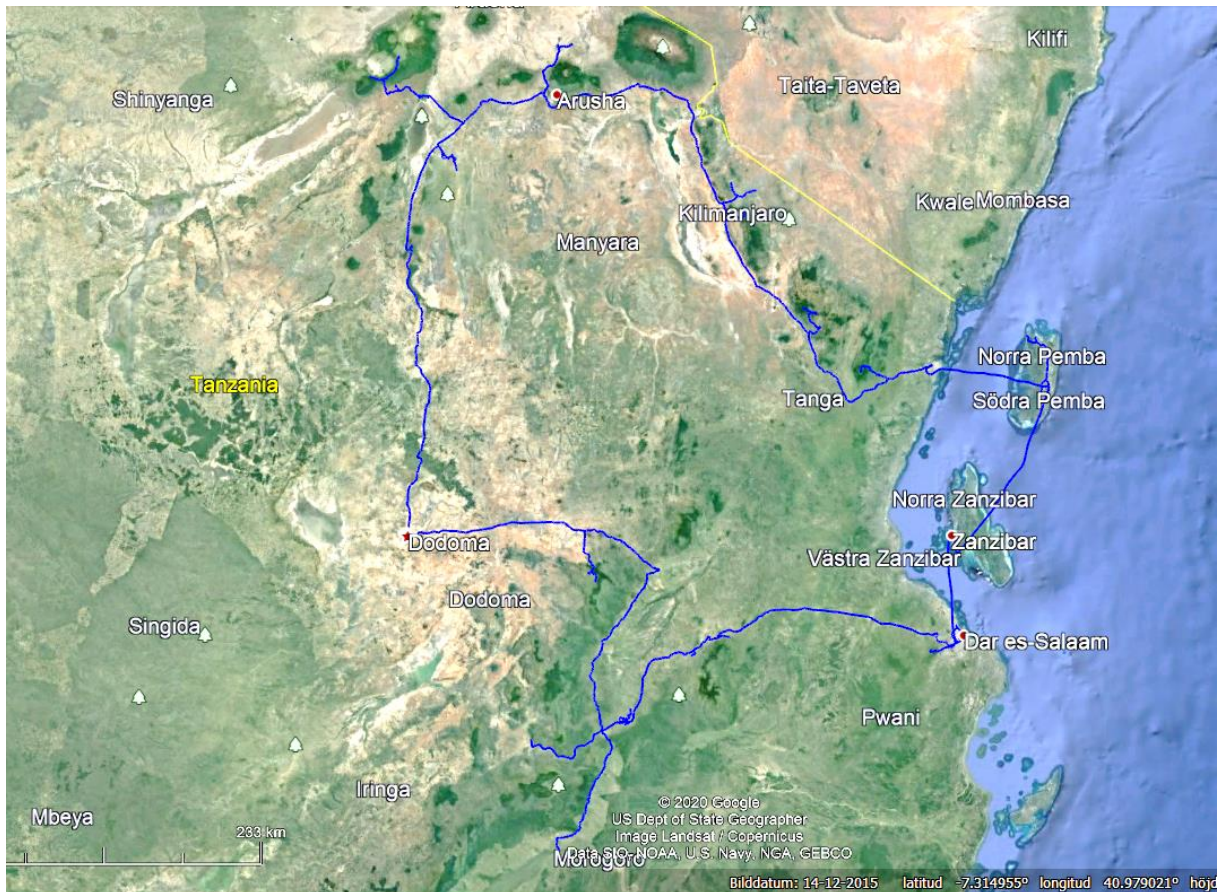 Kilifi
Shinyanga
Arusha
Taita-Taveta
Kilimanjaro
Kwale
Mombasa
Manyara
Tanzania
Tanga
Norra Pemba
Södra Pemba
Norra Zanzibar
Zanzibar
Västra Zanzibar
Dodoma
Dodoma
Singida
Dar es-Salaam
Pwani
Iringa
Mbeya
233 km
Morogoro
© 2020 Google
US Dept of State Geographer
Image Landsat / Copernicus
Data SIO, NOAA, U.S. Navy, NGA, GEBCO
Bilddatum: 14-12-2015 latitud -7.314955° longitud 40.979021° höjd